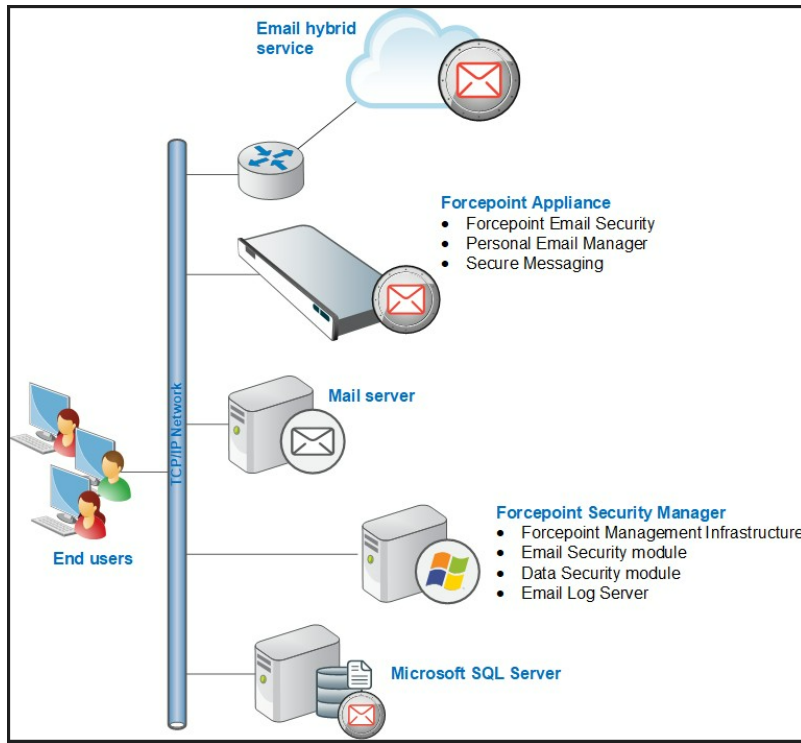 Email hybrid
service
Forcepoint Appliance
• Forcepoint Email Security
• Personal Email Manager
• Secure Messaging
Mail server
TCP/IP Network
End users
Forcepoint Security Manager
• Forcepoint Management Infrastructure
• Email Security module
• Data Security module
• Email Log Server
Microsoft SQL Server